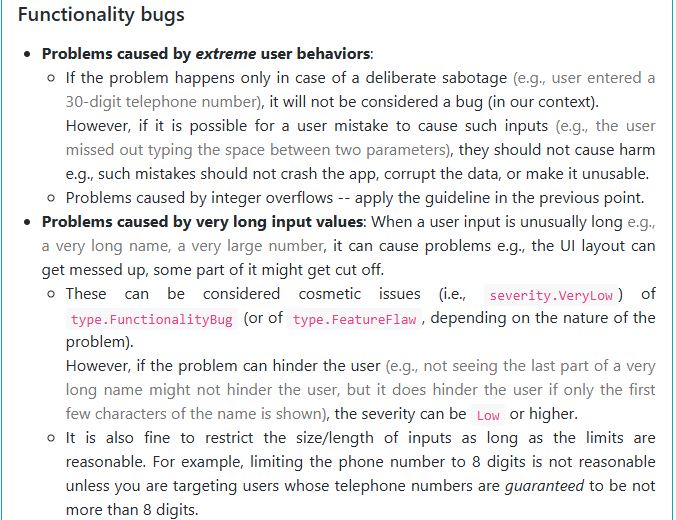 Functionality bugs
Problems caused by extreme user behaviors:
If the problem happens only in case of a deliberate sabotage (e.g., user entered a
30-digit telephone number), it will not be considered a bug (in our context).
However, if it is possible for a user mistake to cause such inputs (e.g., the user
missed out typing the space between two parameters), they should not cause harm
e.g., such mistakes should not crash the app, corrupt the data, or make it unusable.
Problems caused by integer overflows -- apply the guideline in the previous point.
Problems caused by very long input values: When a user input is unusually long e.g.,
a very long name, a very large number, it can cause problems e.g., the UI layout can
get messed up, some part of it might get cut off.
These can be considered cosmetic issues (i.e., severity.VeryLow) of
type.FunctionalityBug (or of type.FeatureFlaw, depending on the nature of the
problem).
However, if the problem can hinder the user (e.g., not seeing the last part of a very
long name might not hinder the user, but it does hinder the user if only the first
few characters of the name is shown), the severity can be Low or higher.
It is also fine to restrict the size/length of inputs as long as the limits are
reasonable. For example, limiting the phone number to 8 digits is not reasonable
unless you are targeting users whose telephone numbers are guaranteed to be not
more than 8 digits.